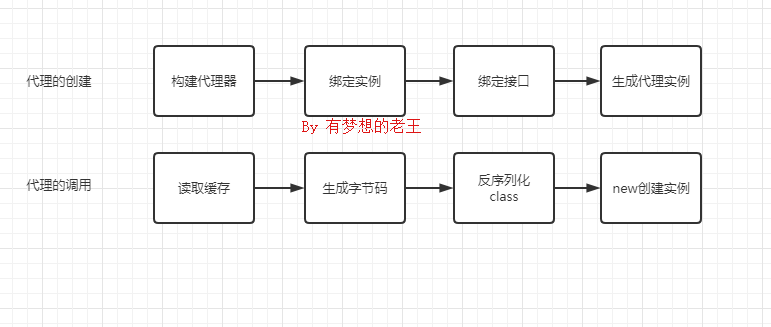 代理的创建
构建代理器
绑定实例
绑定接口
生成代理实例
By 有梦想的老王
代理的调用
读取缓存
生成字节码
反序列化
class
new创建实例